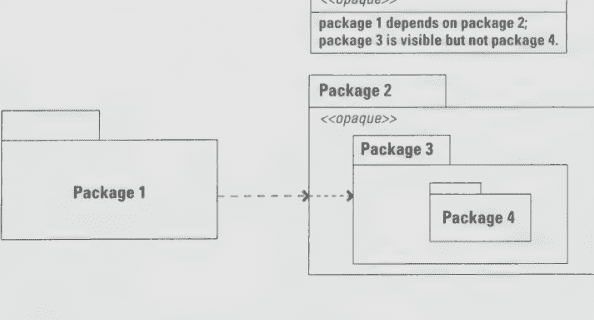 <<opaque>>
package 1 depends on package 2;
package 3 is visible but not package 4.
Package 2
<<opaque>>
Package 3
Package 1
Package 4